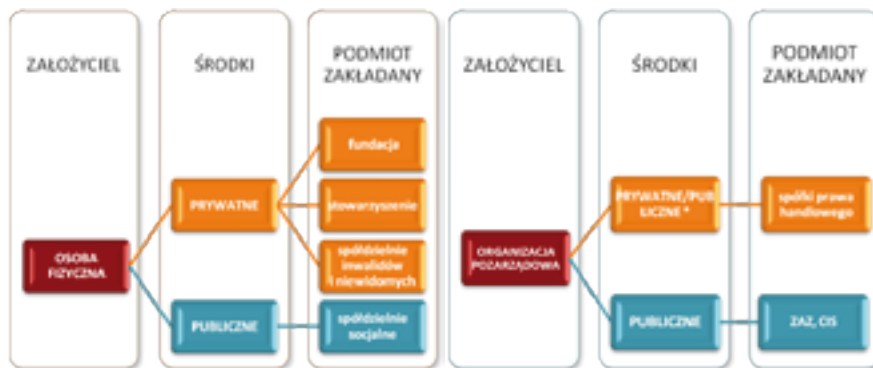 ZAŁOŻYCIEL
ŚRODKI
PODMIOT
ZAKŁADANY
OSOBA
FIZYCZNA
PRYWATNE
PUBLICZNE
fundacja
stowarzyszenie
spółdzielnie
inwalidów
i niewidomych
spółdzielnie
socjalne
ZAŁOŻYCIEL
ŚRODKI
PODMIOT
ZAKŁADANY
ORGANIZACJA
POZARZĄDOWA
PRYWATNE/PUB
LICZNE *
PUBLICZNE
spółki prawa
handlowego
ZAZ, CIS